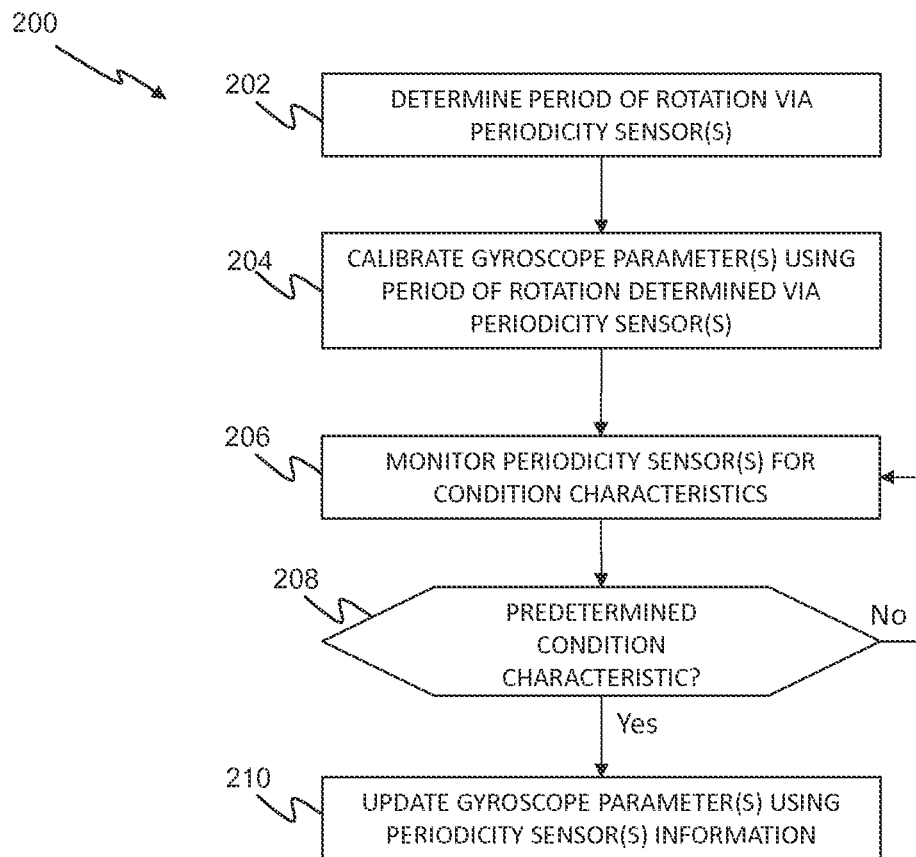 200
202
DETERMINE PERIOD OF ROTATION VIA
PERIODICITY SENSOR(S)
204
CALIBRATE GYROSCOPE PARAMETER(S) USING
PERIOD OF ROTATION DETERMINED VIA
PERIODICITY SENSOR(S)
206
MONITOR PERIODICITY SENSOR(S) FOR
CONDITION CHARACTERISTICS
208
PREDETERMINED
CONDITION
CHARACTERISTIC?
No
Yes
210
UPDATE GYROSCOPE PARAMETER(S) USING
PERIODICITY SENSOR(S) INFORMATION